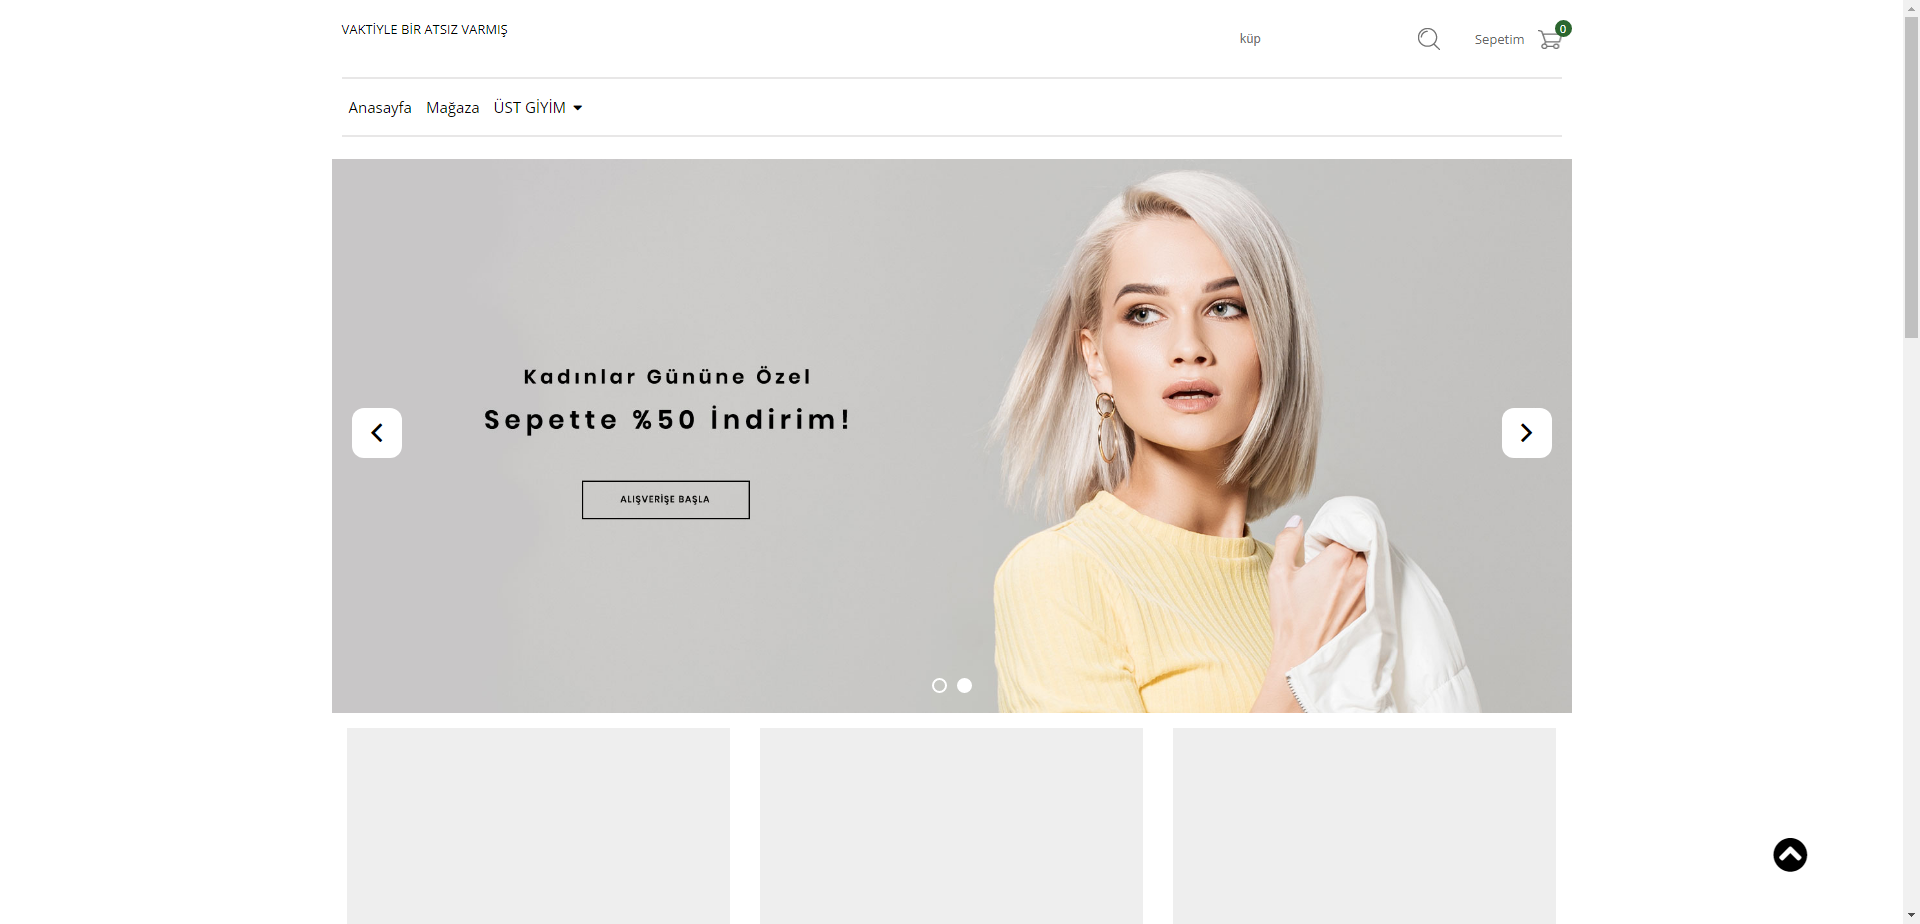 VAKTİYLE BİR ATSIZ VARMIŞ
küp
Sepetim
0
Anasayfa
Mağaza
ÜST GİYİM
Kadınlar Gününe Özel
Sepette %50 İndirim!
ALIŞVERİŞE BAŞLA